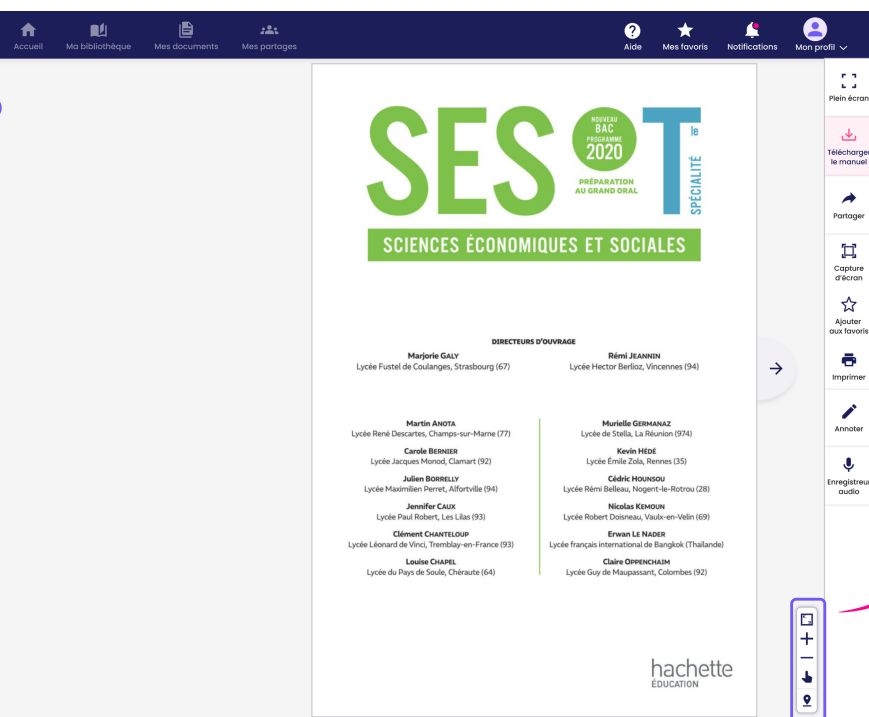 Accueil
Ma bibliothèque
Mes documents
Mes partages
Aide
Mes favoris
Notifications
Mon profil
Plein écran
Télécharger
le manuel
Partager
Capture
d'écran
Ajouter
aux favoris
Imprimer
Annoter
Enregistreur
audio
SES
NOUVEAU
BAC
PROGRAMME
2020
PRÉPARATION
AU GRAND ORAL
T
le
SPÉCIALITÉ
SCIENCES ÉCONOMIQUES ET SOCIALES
DIRECTEURS D'OUVRAGE
Marjorie GALY
Lycée Fustel de Coulanges, Strasbourg (67)
Rémi JEANNIN
Lycée Hector Berlioz, Vincennes (94)
Martin ANOTA
Lycée René Descartes, Champs-sur-Marne (77)
Carole BERNIER
Lycée Jacques Monod, Clamart (92)
Julien BORRELLY
Lycée Maximilien Perret, Alfortville (94)
Jennifer CAUX
Lycée Paul Robert, Les Lilas (93)
Clément CHANTELOUP
Lycée Léonard de Vinci, Tremblay-en-France (93)
Louise CHAPEL
Lycée du Pays de Soule, Chéraute (64)
Murielle GERMANAZ
Lycée de Stella, La Réunion (974)
Kevin HÉDÉ
Lycée Émile Zola, Rennes (35)
Cédric HOUNSOU
Lycée Rémi Belleau, Nogent-le-Rotrou (28)
Nicolas KEMOUN
Lycée Robert Doisneau, Vaulx-en-Velin (69)
Erwan LE NADER
Lycée français international de Bangkok (Thaïlande)
Claire OPPENCHAIM
Lycée Guy de Maupassant, Colombes (92)
hachette
ÉDUCATION